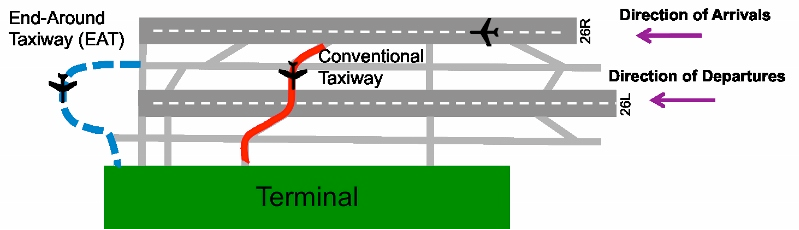 End-Around
Taxiway (EAT)
Conventional
Taxiway
26R
Direction of Arrivals
Direction of Departures
26L
Terminal